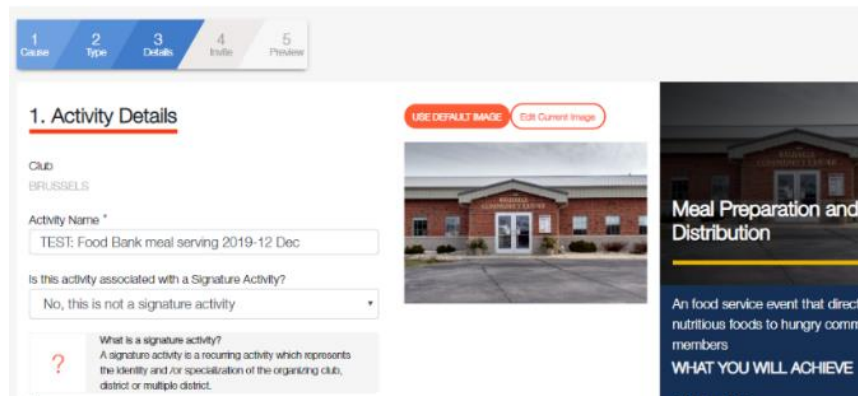 1
Cause
2
Type
3
Details
4
Invite
5
Preview
1. Activity Details
Club
BRUSSELS
Activity Name *
TEST: Food Bank meal serving 2019-12 Dec
Is this activity associated with a Signature Activity?
No, this is not a signature activity
?
What is a signature activity?
A signature activity is a recurring activity which represents
the identity and /or specialization of the organizing club,
district or multiple district.
USE DEFAULT IMAGE
Edit Current Image
Meal Preparation and
Distribution
An food service event that direct
nutritious foods to hungry comm
members
WHAT YOU WILL ACHIEVE